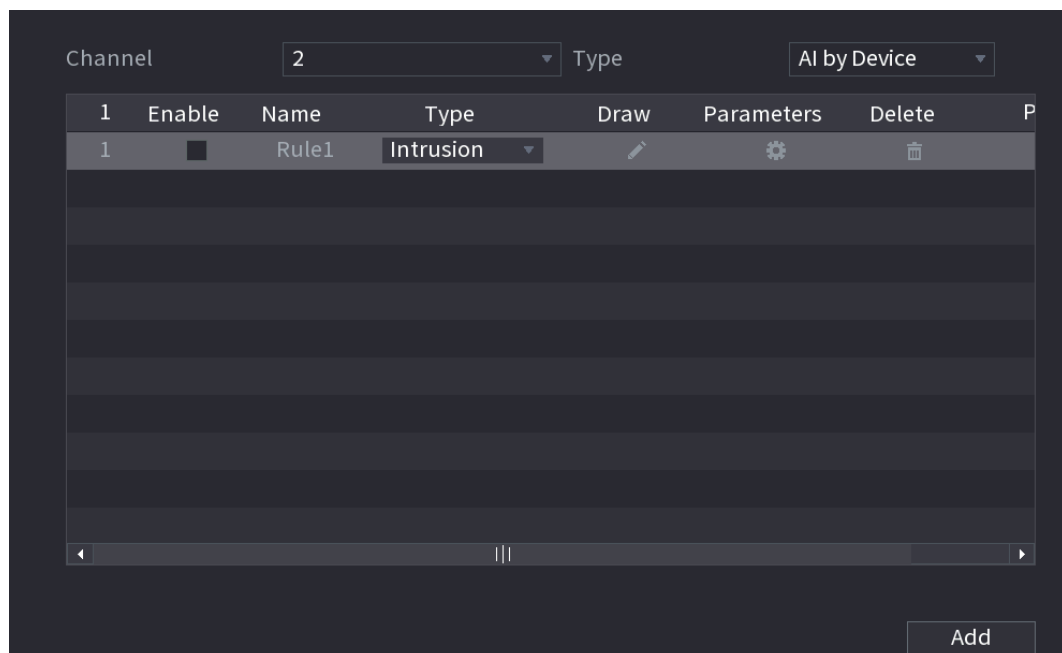 Channel 2 Type AI by Device
1 Enable Name Type Draw Parameters Delete P
1 Rule1 Intrusion
Add